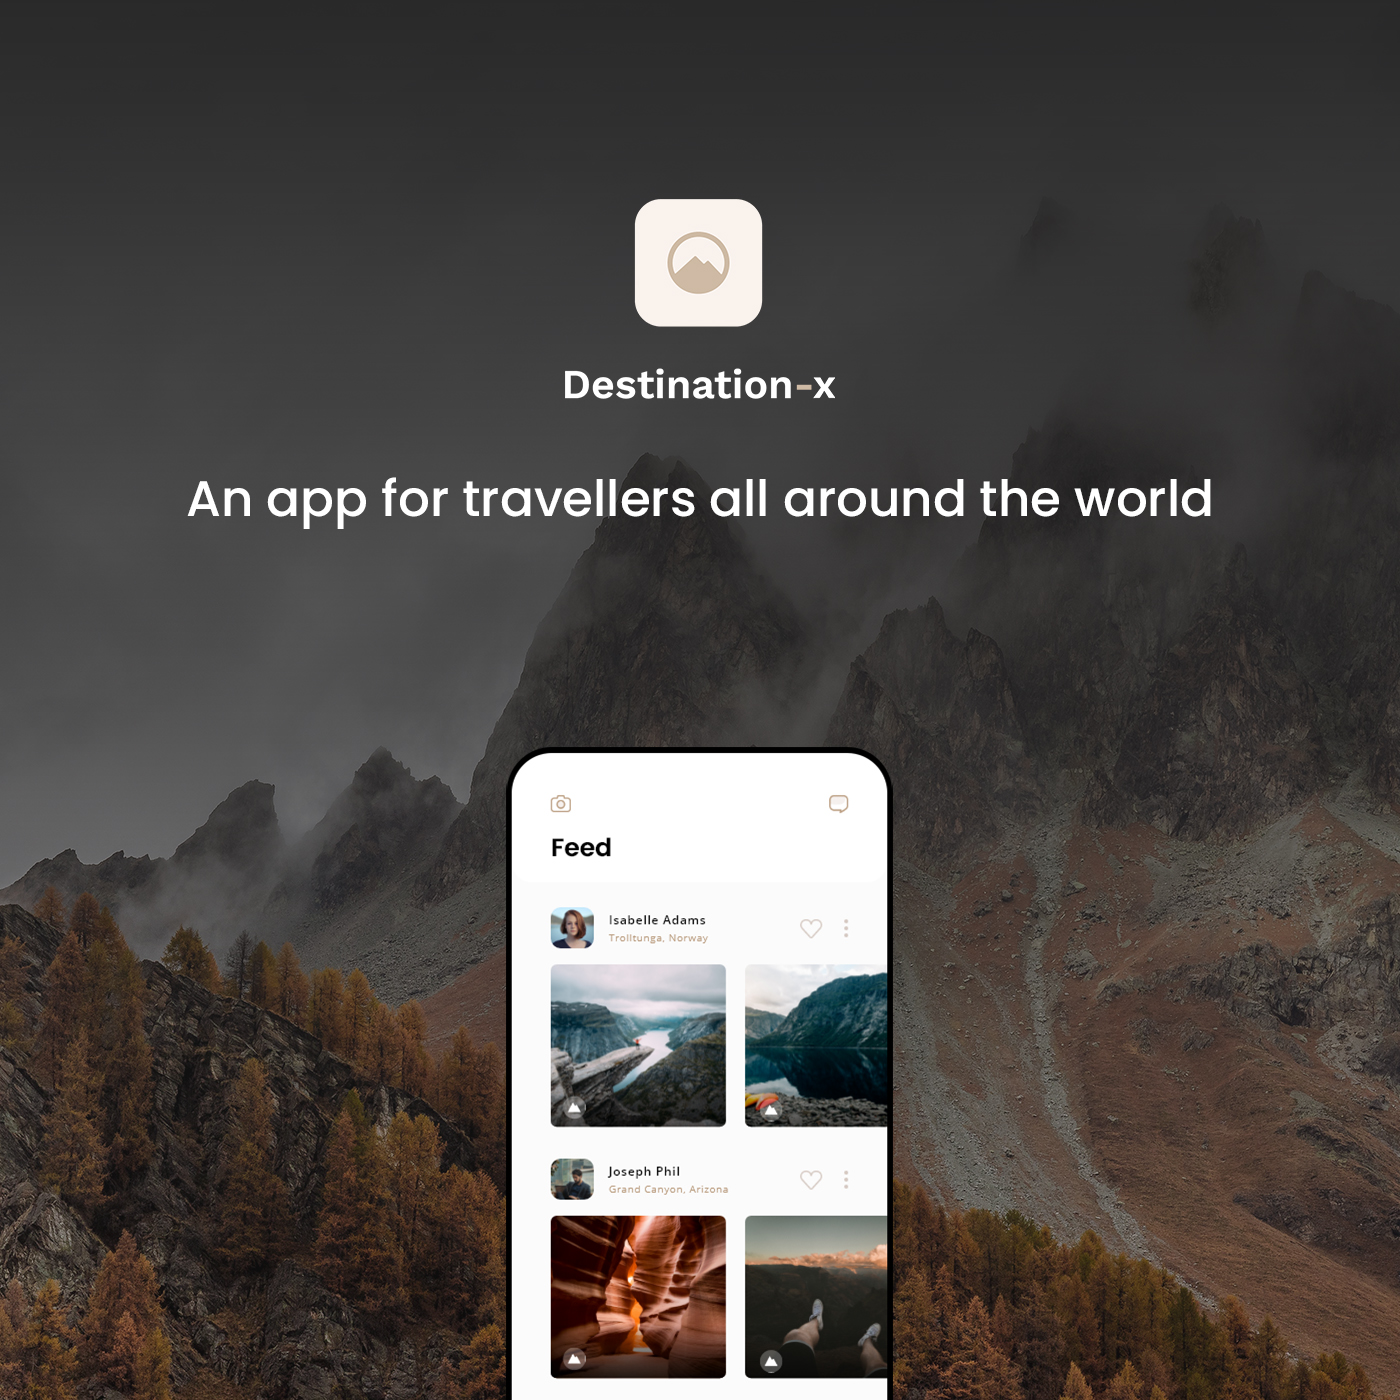 Destination-x
An app for travellers all around the world
Feed
Isabelle Adams
Trolltunga, Norway
Joseph Phil
Grand Canyon, Arizona